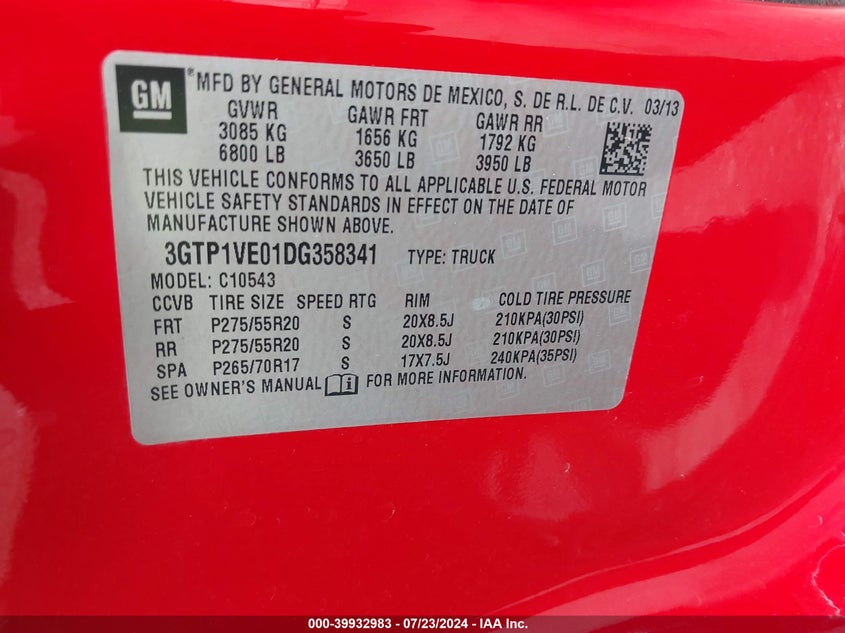 GM
® MFD BY GENERAL MOTORS DE MEXICO, S. DE R.L. DE C.V. 03/13
GVWR GAWR FRT GAWR RR
3085 KG 1656 KG 1792 KG
6800 LB 3650 LB 3950 LB
THIS VEHICLE CONFORMS TO ALL APPLICABLE U.S. FEDERAL MOTOR
VEHICLE SAFETY STANDARDS IN EFFECT ON THE DATE OF
MANUFACTURE SHOWN ABOVE.
3GTP1VE01DG358341 TYPE: TRUCK
MODEL: C10543
CCVB TIRE SIZE SPEED RTG RIM COLD TIRE PRESSURE
FRT P275/55R20 S 20X8.5J 210KPA(30PSI)
RR P275/55R20 S 20X8.5J 210KPA(30PSI)
SPA P265/70R17 S 17X7.5J 240KPA(35PSI)
SEE OWNER'S MANUAL FOR MORE INFORMATION.
000-39932983 / 07/23/2024 - IAA Inc.